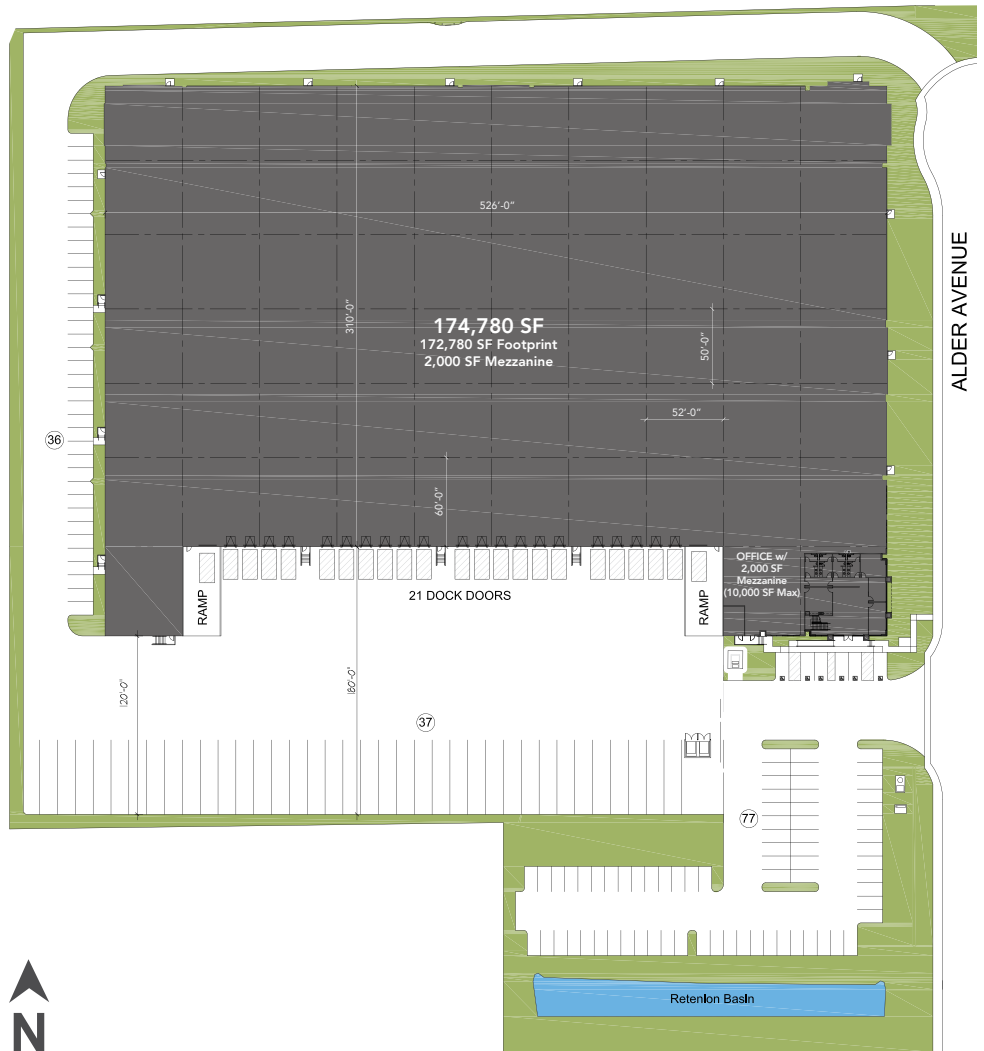 526'-0"
310'-0"
ALDER AVENUE
174,780 SF
172,780 SF Footprint
2,000 SF Mezzanine
50'-0"
52'-0"
36
60'-0"
OFFICE w/
2,000 SF
Mezzanine
(10,000 SF Max)
RAMP
21 DOCK DOORS
RAMP
120'-0"
180'-0"
37
77
Retenion Basin
N